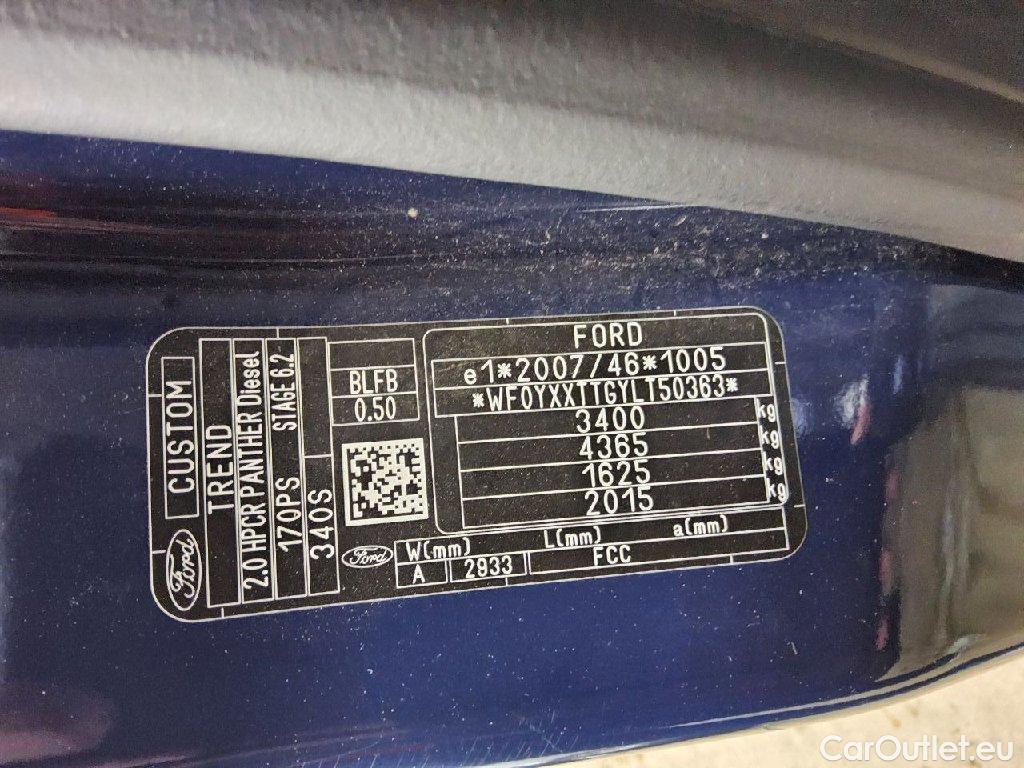 CUSTOM
TREND
2.0 HPCR PANTHER Diesel
170PS STAGE 6.2
340S
Ford
BLFB
0.50
FORD
e1*2007/46*1005
*WF0YXXTTGYLT50363*
3400 kg
4365 kg
1625 kg
2015 kg
Ford
W(mm) L(mm) a(mm)
A 2933 FCC
CarOutlet.eu